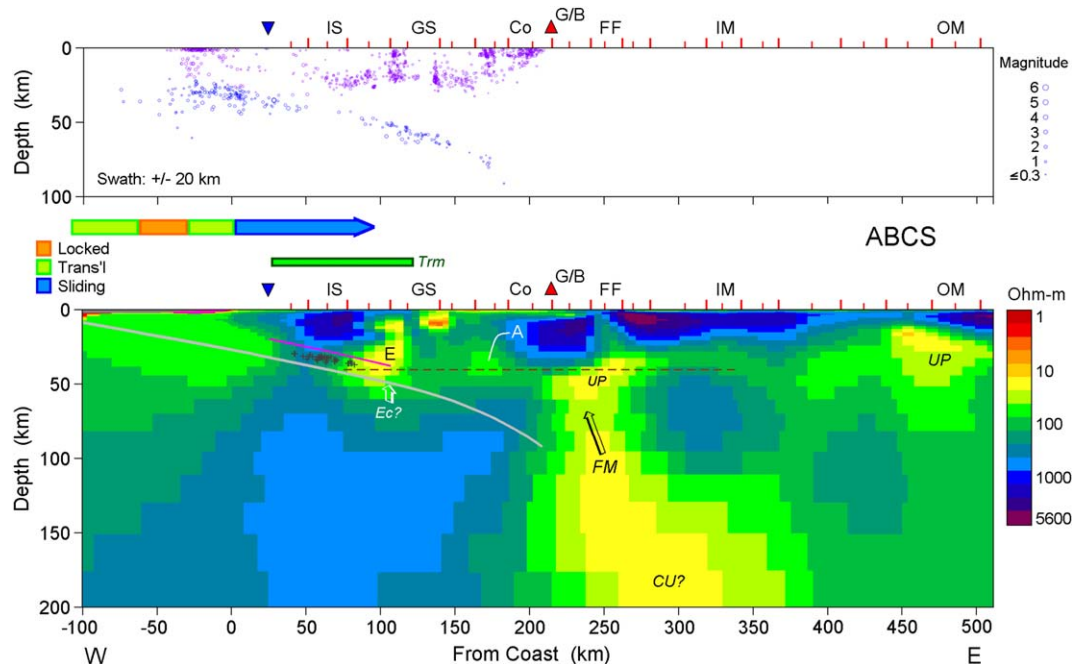 IS GS Co G/B FF IM OM
0
50
100
Depth (km)
Swath: +/- 20 km
Magnitude
6
5
4
3
2
1
≤0.3
Locked
Trans'l
Sliding
Trm
ABCS
IS GS Co G/B FF IM OM
0
50
100
150
200
Depth (km)
E
A
Ec?
UP
FM
CU?
UP
Ohm-m
1
10
100
1000
5600
-100 -50 0 50 100 150 200 250 300 350 400 450 500
W From Coast (km) E